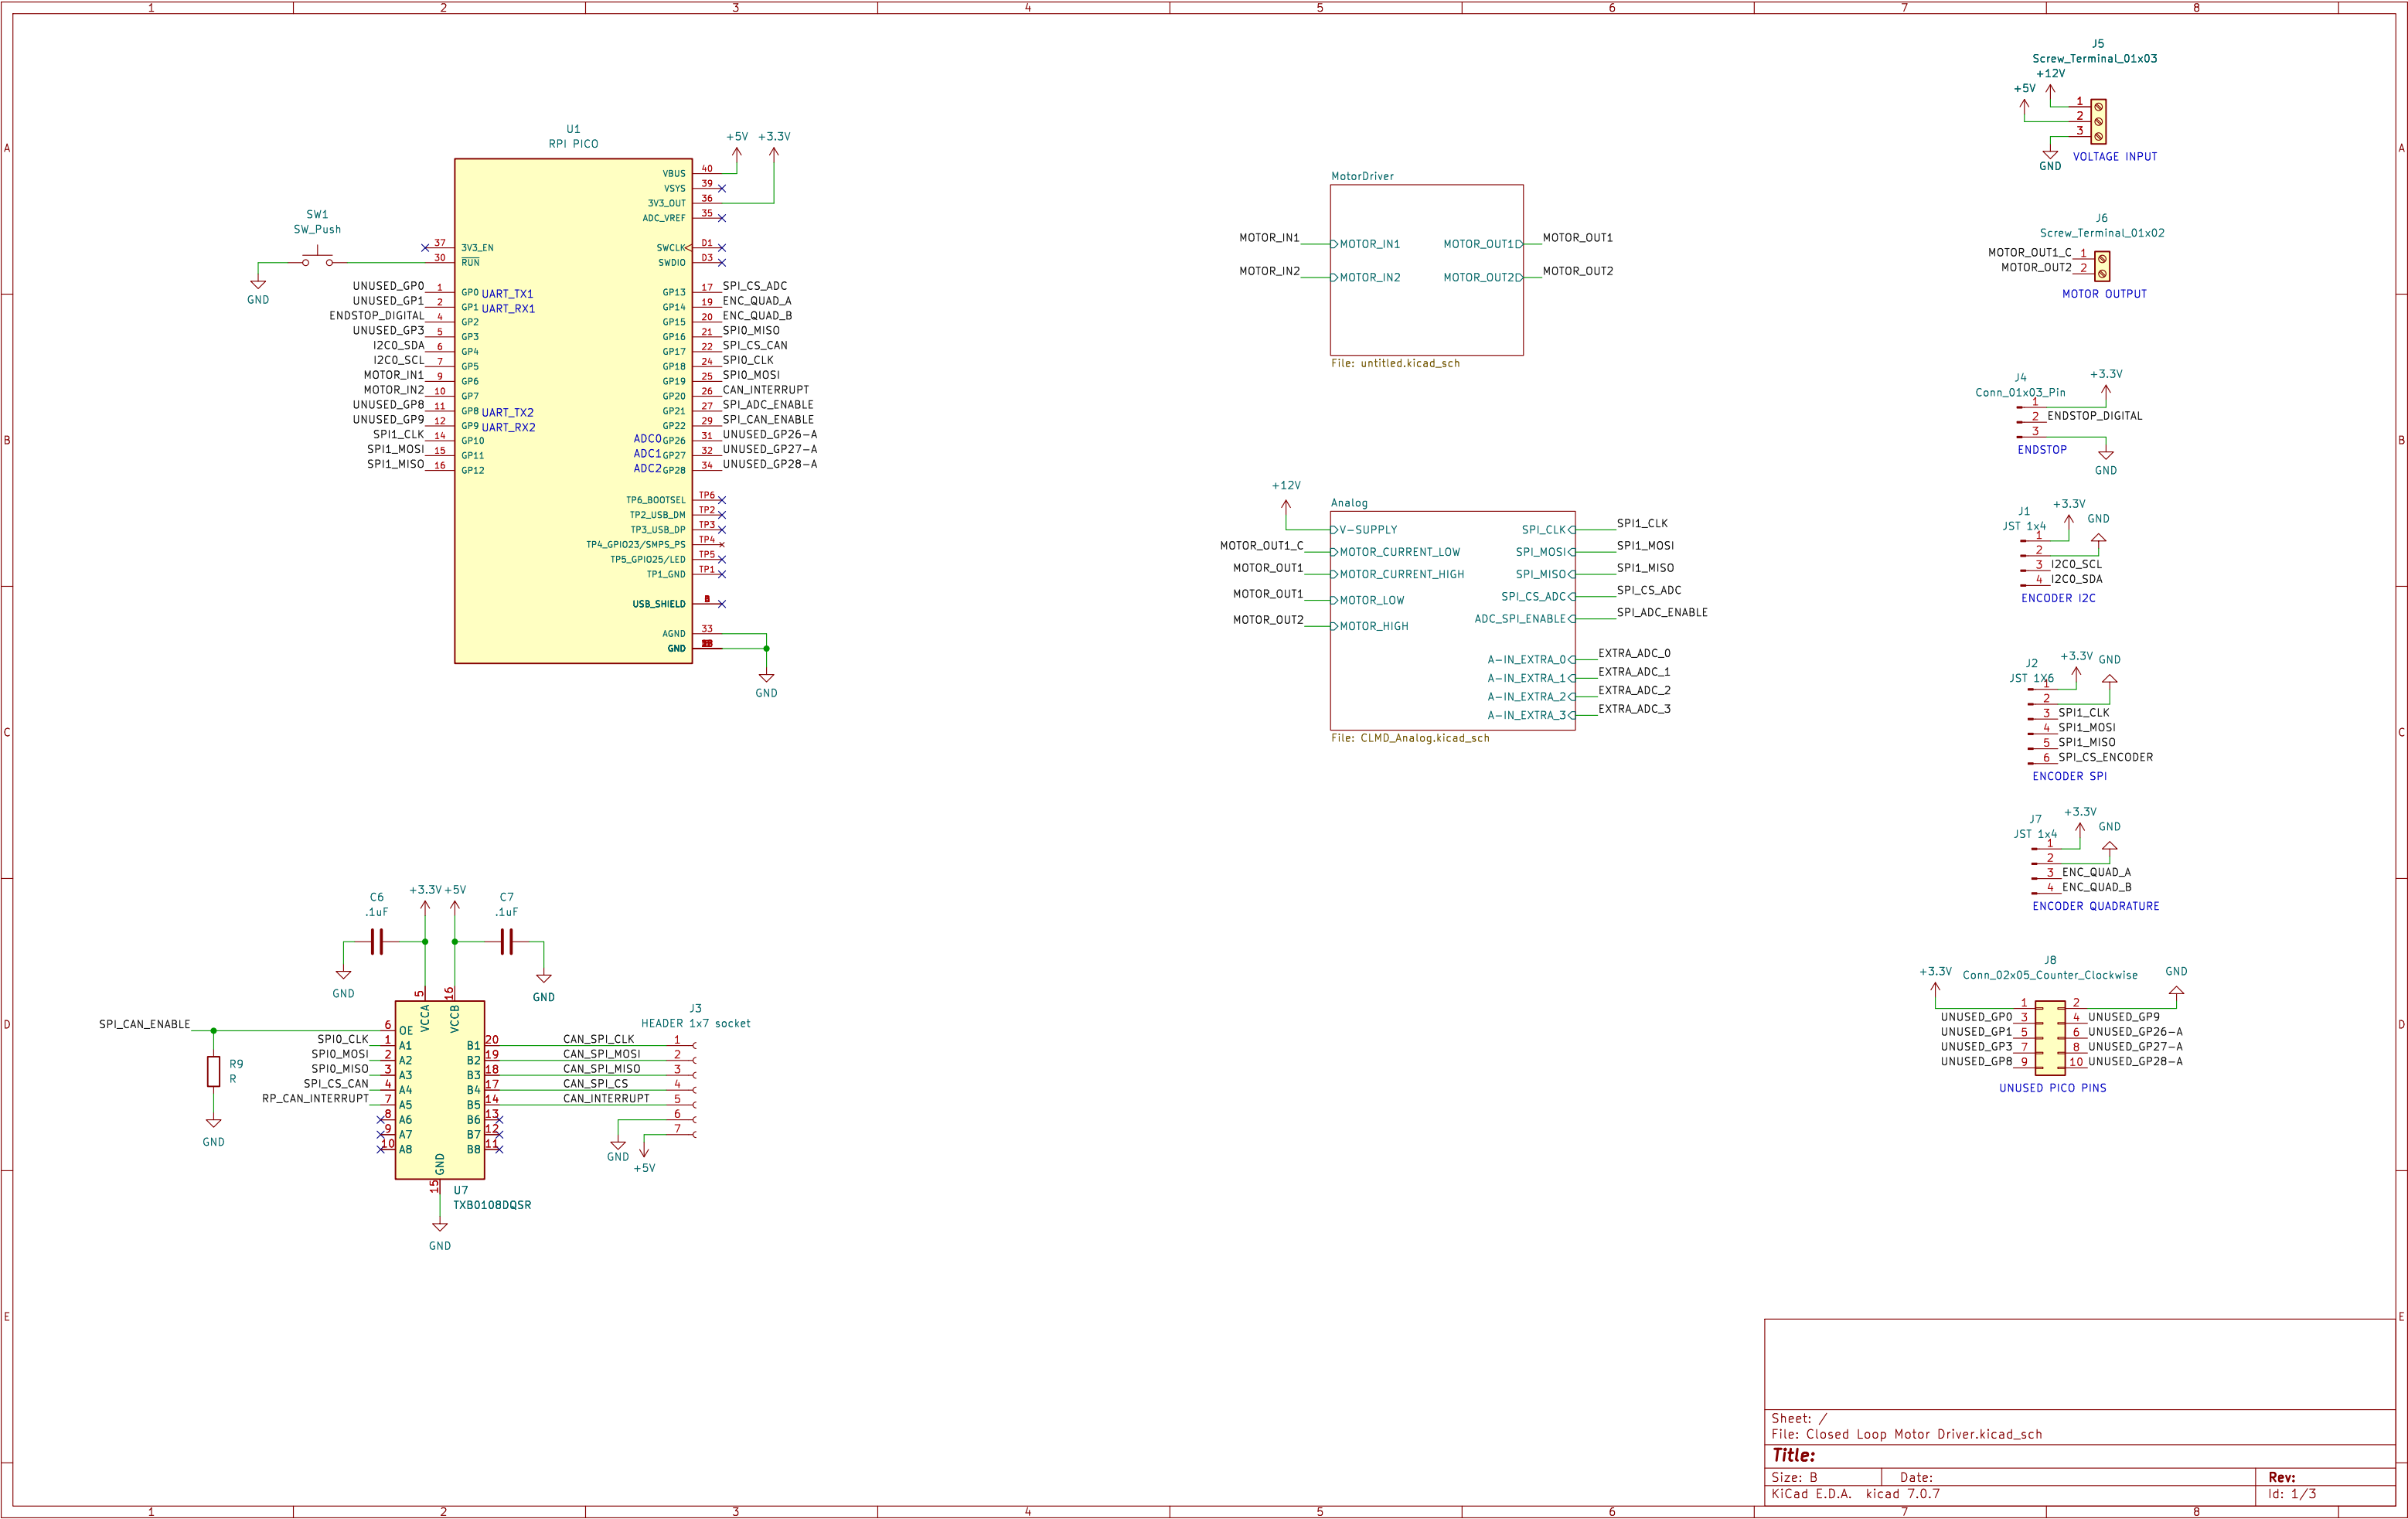 1 2 3 4 5 6 7 8
A
B
C
D
E
U1
RPI PICO
+5V +3.3V
VBUS 40
VSYS 39
3V3_OUT 36
ADC_VREF 35
37 3V3_EN SWCLK D1
30 RUN SWDIO D3
SW1
SW_Push
GND
UNUSED_GP0 1 GP0 UART_TX1 GP13 17 SPI_CS_ADC
UNUSED_GP1 2 GP1 UART_RX1 GP14 19 ENC_QUAD_A
ENDSTOP_DIGITAL 4 GP2 GP15 20 ENC_QUAD_B
UNUSED_GP3 5 GP3 GP16 21 SPI0_MISO
I2C0_SDA 6 GP4 GP17 22 SPI_CS_CAN
I2C0_SCL 7 GP5 GP18 24 SPI0_CLK
MOTOR_IN1 9 GP6 GP19 25 SPI0_MOSI
MOTOR_IN2 10 GP7 GP20 26 CAN_INTERRUPT
UNUSED_GP8 11 GP8 UART_TX2 GP21 27 SPI_ADC_ENABLE
UNUSED_GP9 12 GP9 UART_RX2 GP22 29 SPI_CAN_ENABLE
SPI1_CLK 14 GP10 ADC0 GP26 31 UNUSED_GP26-A
SPI1_MOSI 15 GP11 ADC1 GP27 32 UNUSED_GP27-A
SPI1_MISO 16 GP12 ADC2 GP28 34 UNUSED_GP28-A
TP6_BOOTSEL TP6
TP2_USB_DM TP2
TP3_USB_DP TP3
TP4_GPIO23/SMPS_PS TP4
TP5_GPIO25/LED TP5
TP1_GND TP1
USB_SHIELD
AGND 33
GND
GND
MotorDriver
MOTOR_IN1 MOTOR_IN1 MOTOR_OUT1 MOTOR_OUT1
MOTOR_IN2 MOTOR_IN2 MOTOR_OUT2 MOTOR_OUT2
File: untitled.kicad_sch
+12V
Analog
V-SUPPLY SPI_CLK SPI1_CLK
MOTOR_OUT1_C MOTOR_CURRENT_LOW SPI_MOSI SPI1_MOSI
MOTOR_OUT1 MOTOR_CURRENT_HIGH SPI_MISO SPI1_MISO
MOTOR_OUT1 MOTOR_LOW SPI_CS_ADC SPI_CS_ADC
MOTOR_OUT2 MOTOR_HIGH ADC_SPI_ENABLE SPI_ADC_ENABLE
A-IN_EXTRA_0 EXTRA_ADC_0
A-IN_EXTRA_1 EXTRA_ADC_1
A-IN_EXTRA_2 EXTRA_ADC_2
A-IN_EXTRA_3 EXTRA_ADC_3
File: CLMD_Analog.kicad_sch
J5
Screw_Terminal_01x03
+12V
+5V
1
2
3
GND
VOLTAGE INPUT
J6
Screw_Terminal_01x02
MOTOR_OUT1_C 1
MOTOR_OUT2 2
MOTOR OUTPUT
J4
Conn_01x03_Pin
+3.3V
1
2 ENDSTOP_DIGITAL
3
ENDSTOP
GND
J1
JST 1x4
+3.3V
GND
1
2
3 I2C0_SCL
4 I2C0_SDA
ENCODER I2C
J2
JST 1X6
+3.3V
GND
1
2
3 SPI1_CLK
4 SPI1_MOSI
5 SPI1_MISO
6 SPI_CS_ENCODER
ENCODER SPI
J7
JST 1x4
+3.3V
GND
1
2
3 ENC_QUAD_A
4 ENC_QUAD_B
ENCODER QUADRATURE
J8
Conn_02x05_Counter_Clockwise
+3.3V
GND
1 2
UNUSED_GP0 3 4 UNUSED_GP9
UNUSED_GP1 5 6 UNUSED_GP26-A
UNUSED_GP3 7 8 UNUSED_GP27-A
UNUSED_GP8 9 10 UNUSED_GP28-A
UNUSED PICO PINS
C6
.1uF
+3.3V +5V
C7
.1uF
GND
GND
5 VCCA
16 VCCB
SPI_CAN_ENABLE 6 OE
SPI0_CLK 1 A1 B1 20 CAN_SPI_CLK 1
SPI0_MOSI 2 A2 B2 19 CAN_SPI_MOSI 2
SPI0_MISO 3 A3 B3 18 CAN_SPI_MISO 3
SPI_CS_CAN 4 A4 B4 17 CAN_SPI_CS 4
RP_CAN_INTERRUPT 7 A5 B5 14 CAN_INTERRUPT 5
8 A6 B6 13 6
9 A7 B7 12 7
10 A8 B8 11
J3
HEADER 1x7 socket
GND
+5V
R9
R
GND
GND
15
U7
TXB0108DQSR
GND
Sheet: /
File: Closed Loop Motor Driver.kicad_sch
Title:
Size: B Date: Rev:
KiCad E.D.A. kicad 7.0.7 Id: 1/3
A
B
C
D
E
1 2 3 4 5 6 7 8